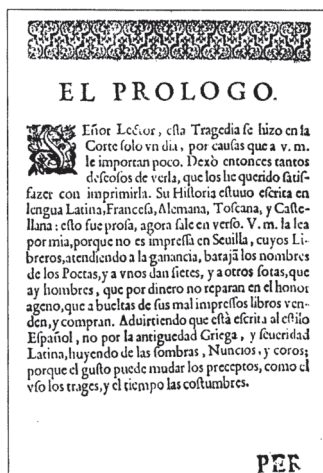 EL PROLOGO.
SEñor Lector, esta Tragedia se hizo en la
Corte solo vn dia, por causas que a v. m.
le importan poco. Dexò entonces tantos
deseosos de verla, que los he querido satis-
fazer con imprimirla. Su Historia estuuo escrita en
lengua Latina, Francesa, Alemana, Toscana, y Caste-
llana: esto fue prosa, agora sale en verso. V. m. la lea
por mia, porque no es impressa en Seuilla, cuyos Li-
breros, atendiendo a la ganancia, barajã los nombres
de los Poetas, y a vnos dan sietes, y a otros sotas, que
ay hombres, que por dinero no reparan en el honor
ageno, que a bueltas de sus mal impressos libros ven-
den, y compran. Aduirtiendo que està escrita al estilo
Español, no por la antiguedad Griega, y seueridad
Latina, huyendo de las sombras, Nuncios, y coros;
porque el gusto puede mudar los preceptos, como el
vso los trages, y el tiempo las costumbres.
PER